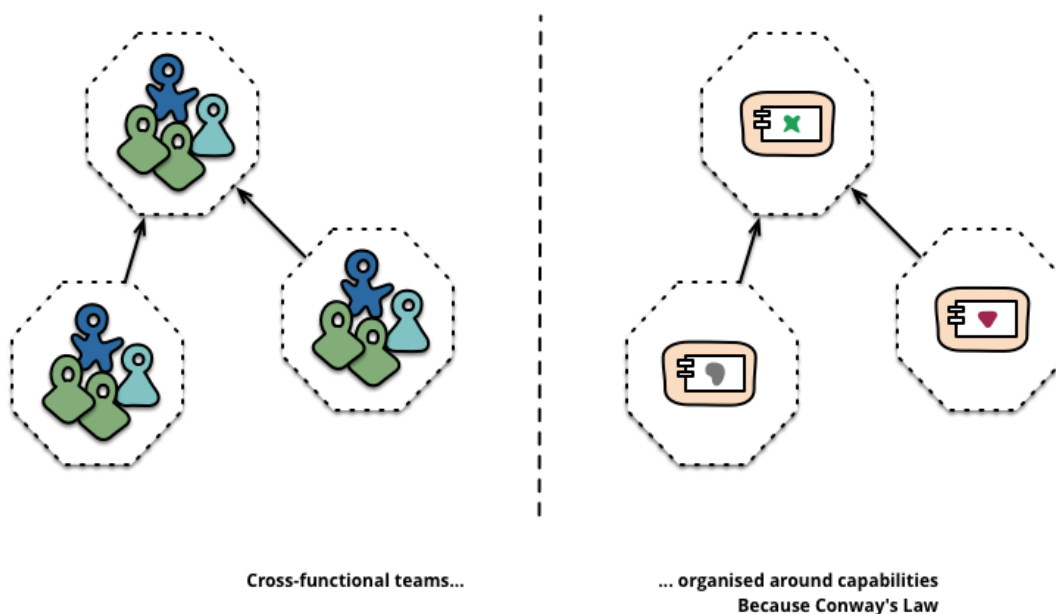 Cross-functional teams...
... organised around capabilities
Because Conway's Law